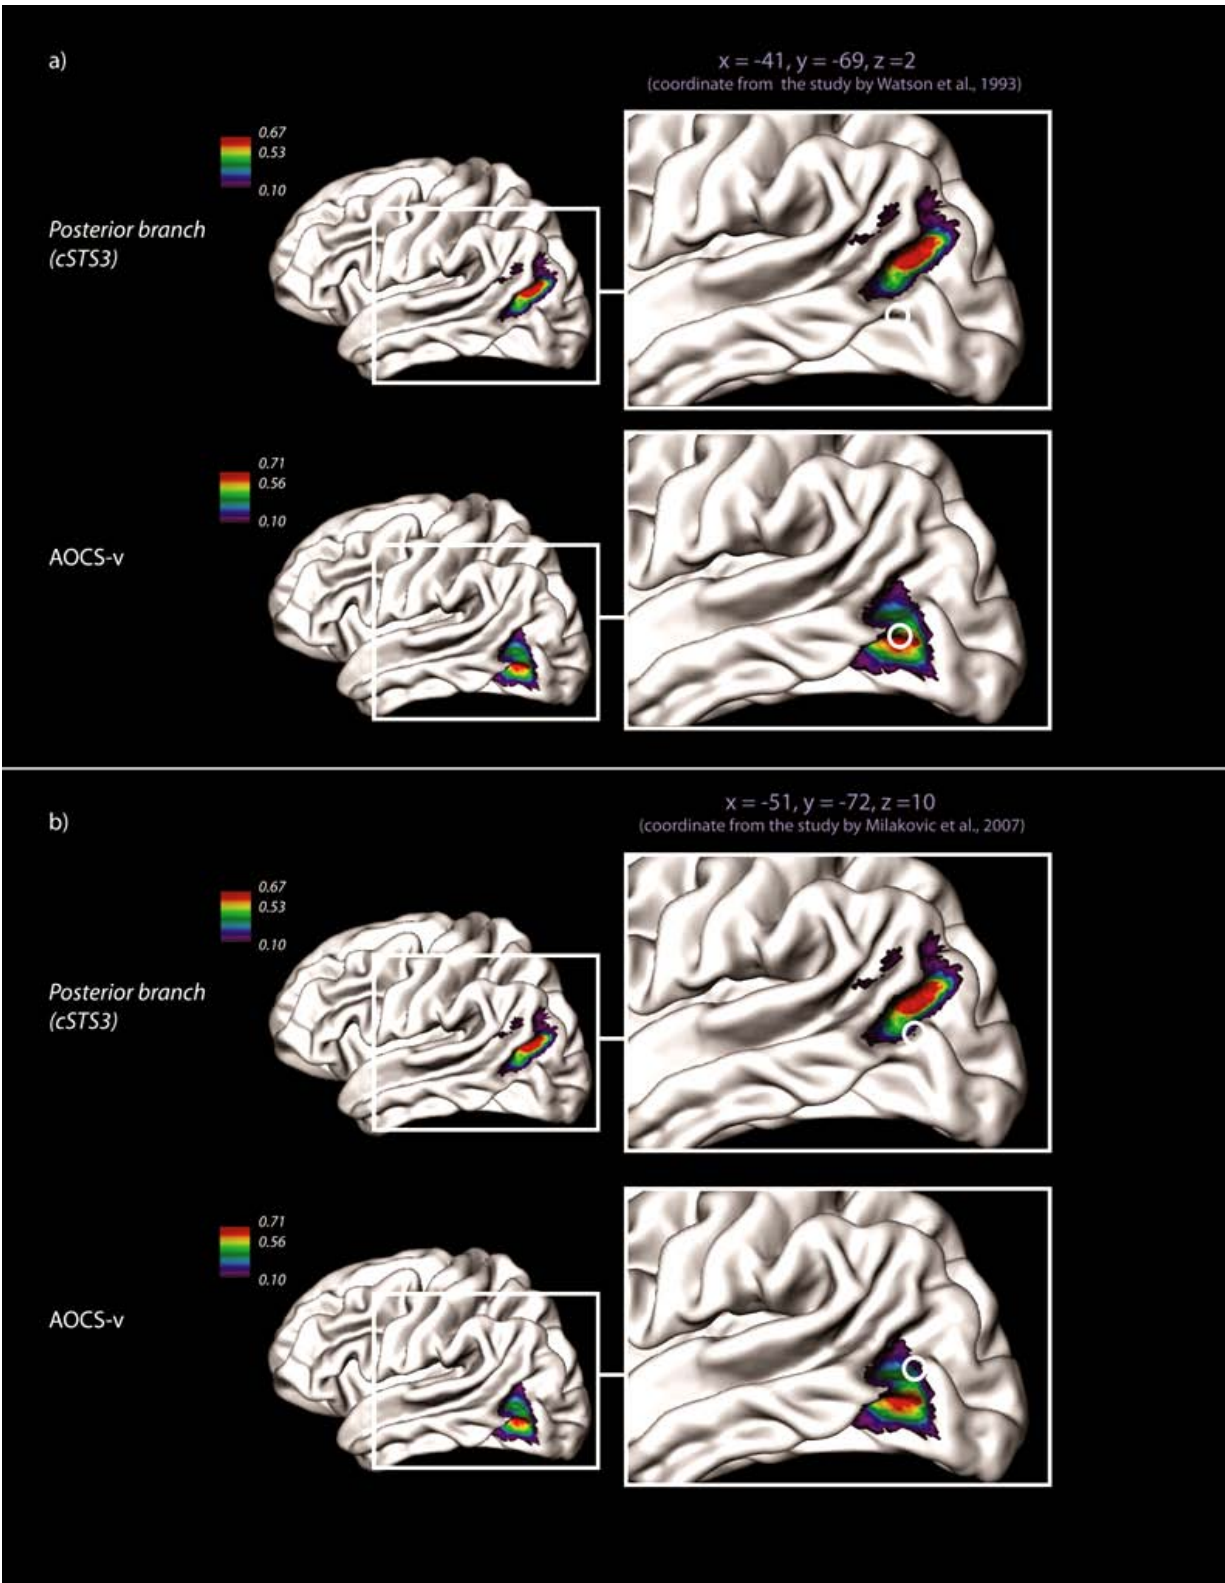 a)
x = -41, y = -69, z =2
(coordinate from the study by Watson et al., 1993)
0.67
0.53
0.10
Posterior branch
(cSTS3)
0.71
0.56
0.10
AOCS-v
b)
x = -51, y = -72, z =10
(coordinate from the study by Milakovic et al., 2007)
0.67
0.53
0.10
Posterior branch
(cSTS3)
0.71
0.56
0.10
AOCS-v